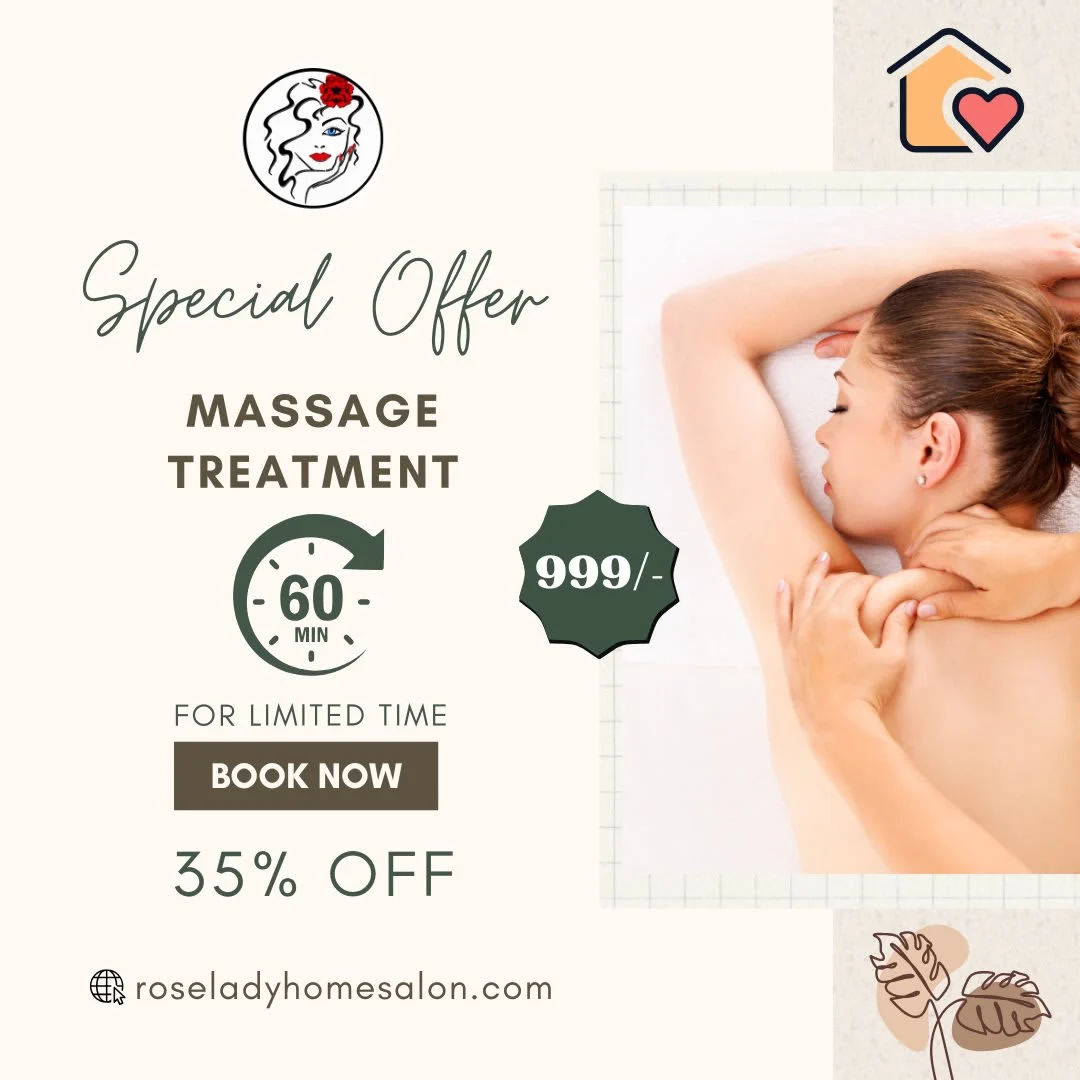 Special Offer
MASSAGE
TREATMENT
60
MIN
999/-
FOR LIMITED TIME
BOOK NOW
35% OFF
roseladyhomesalon.com